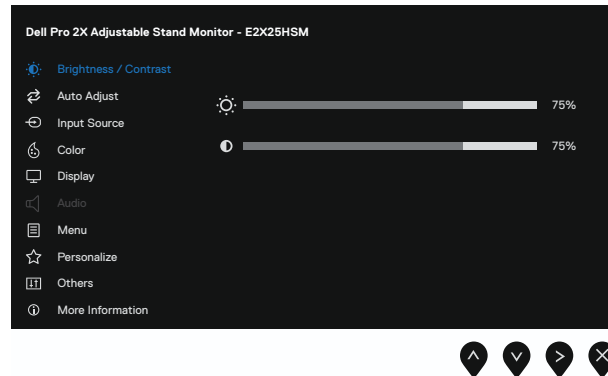 Dell Pro 2X Adjustable Stand Monitor - E2X25HSM
Brightness / Contrast
Auto Adjust
75%
Input Source
Color
75%
Display
Audio
Menu
Personalize
Others
More Information